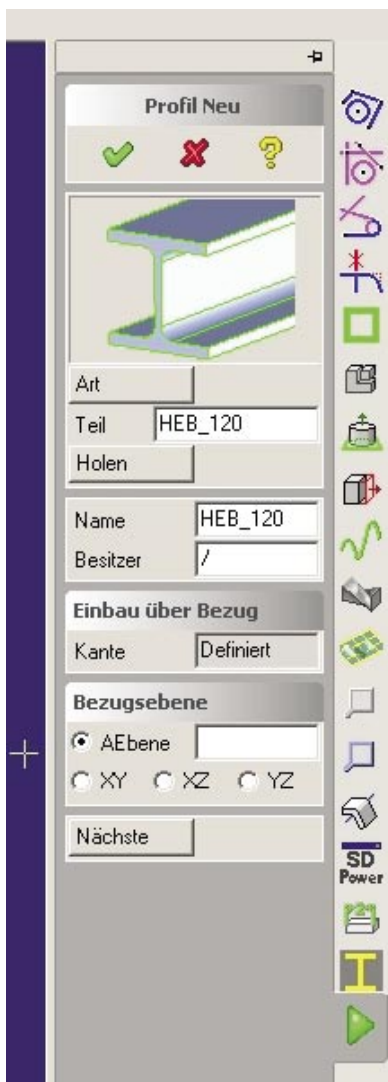 Profil Neu
Art
Teil HEB_120
Holen
Name HEB_120
Besitzer /
Einbau über Bezug
Kante Definiert
Bezugsebene
AEbene
XY XZ YZ
Nächste
SD
Power